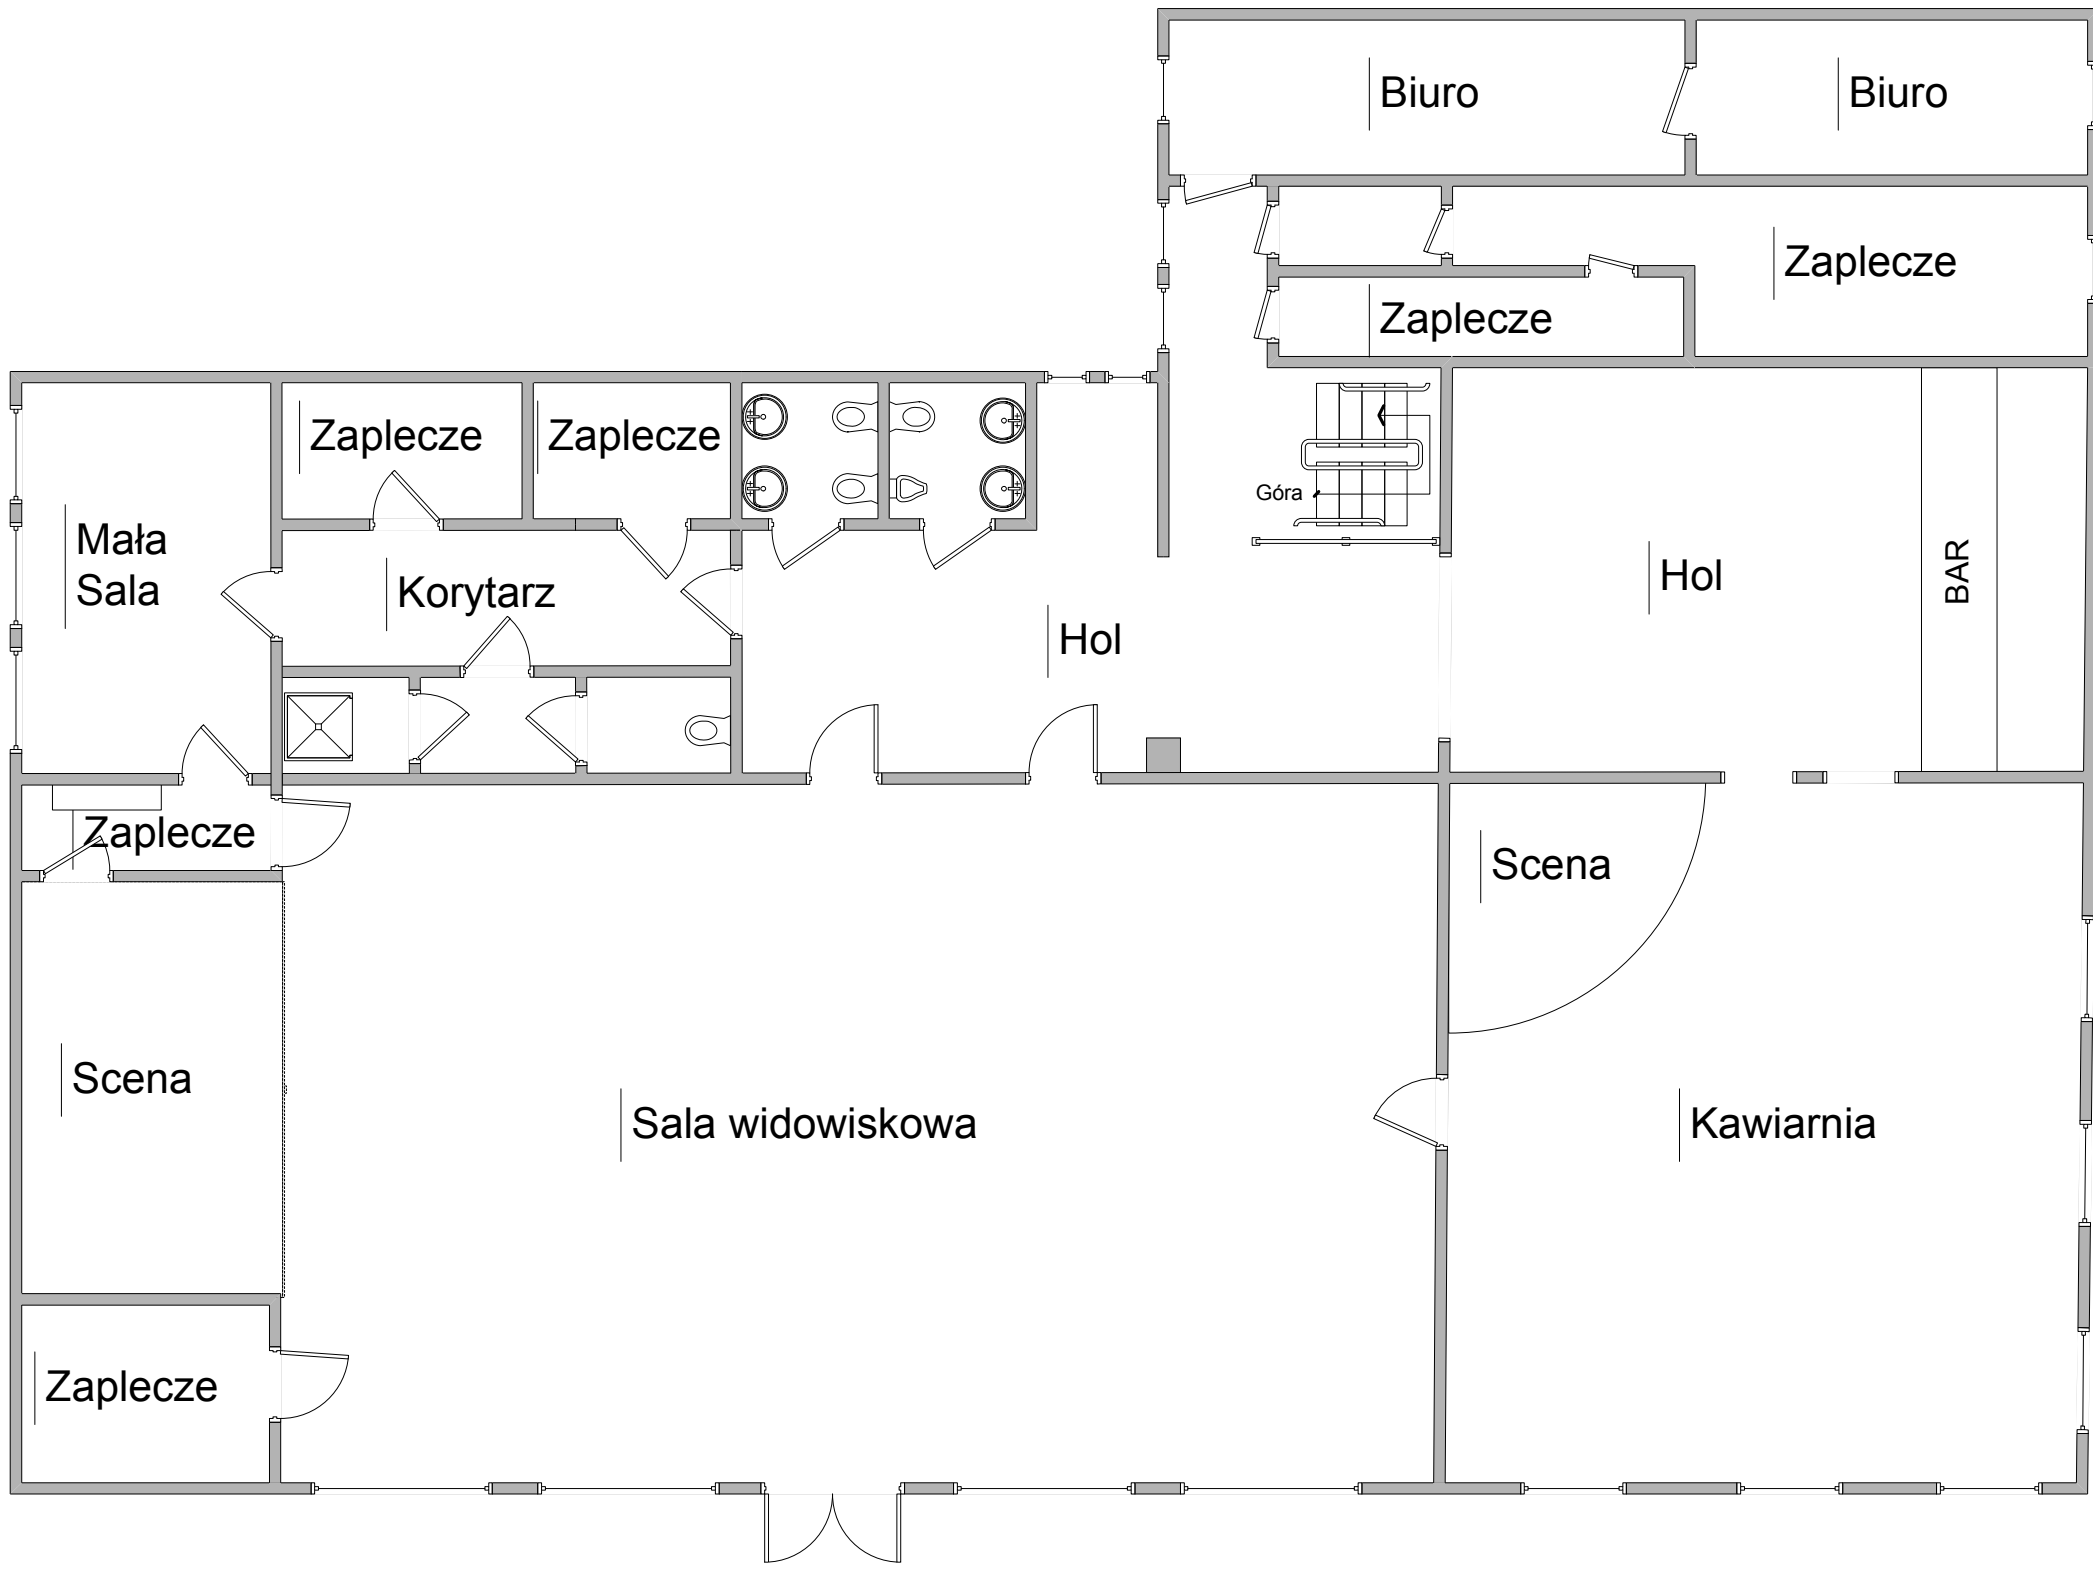 Biuro
Biuro
Zaplecze
Zaplecze
Zaplecze
Zaplecze
Góra
Mała
Sala
Korytarz
Hol
Hol
BAR
Zaplecze
Scena
Scena
Sala widowiskowa
Kawiarnia
Zaplecze